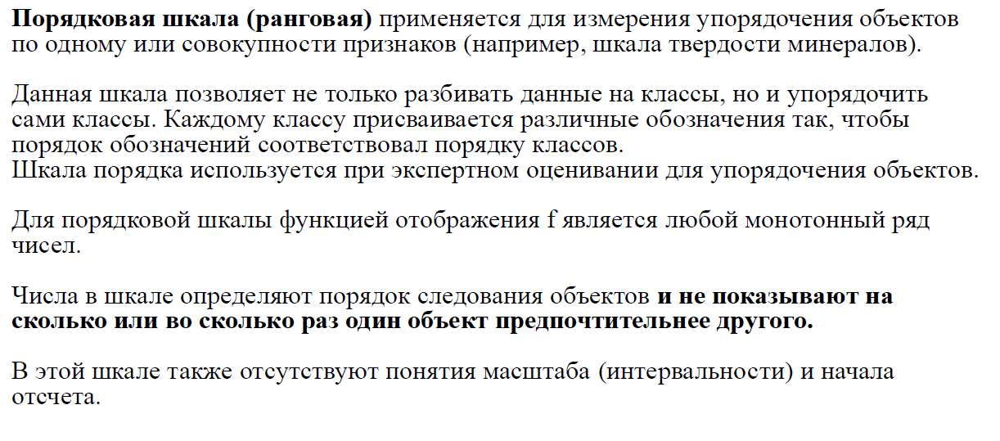 Порядковая шкала (ранговая) применяется для измерения упорядочения объектов
по одному или совокупности признаков (например, шкала твердости минералов).
Данная шкала позволяет не только разбивать данные на классы, но и упорядочить
сами классы. Каждому классу присваивается различные обозначения так, чтобы
порядок обозначений соответствовал порядку классов.
Шкала порядка используется при экспертном оценивании для упорядочения объектов.
Для порядковой шкалы функцией отображения f является любой монотонный ряд
чисел.
Числа в шкале определяют порядок следования объектов и не показывают на
сколько или во сколько раз один объект предпочтительнее другого.
В этой шкале также отсутствуют понятия масштаба (интервальности) и начала
отсчета.